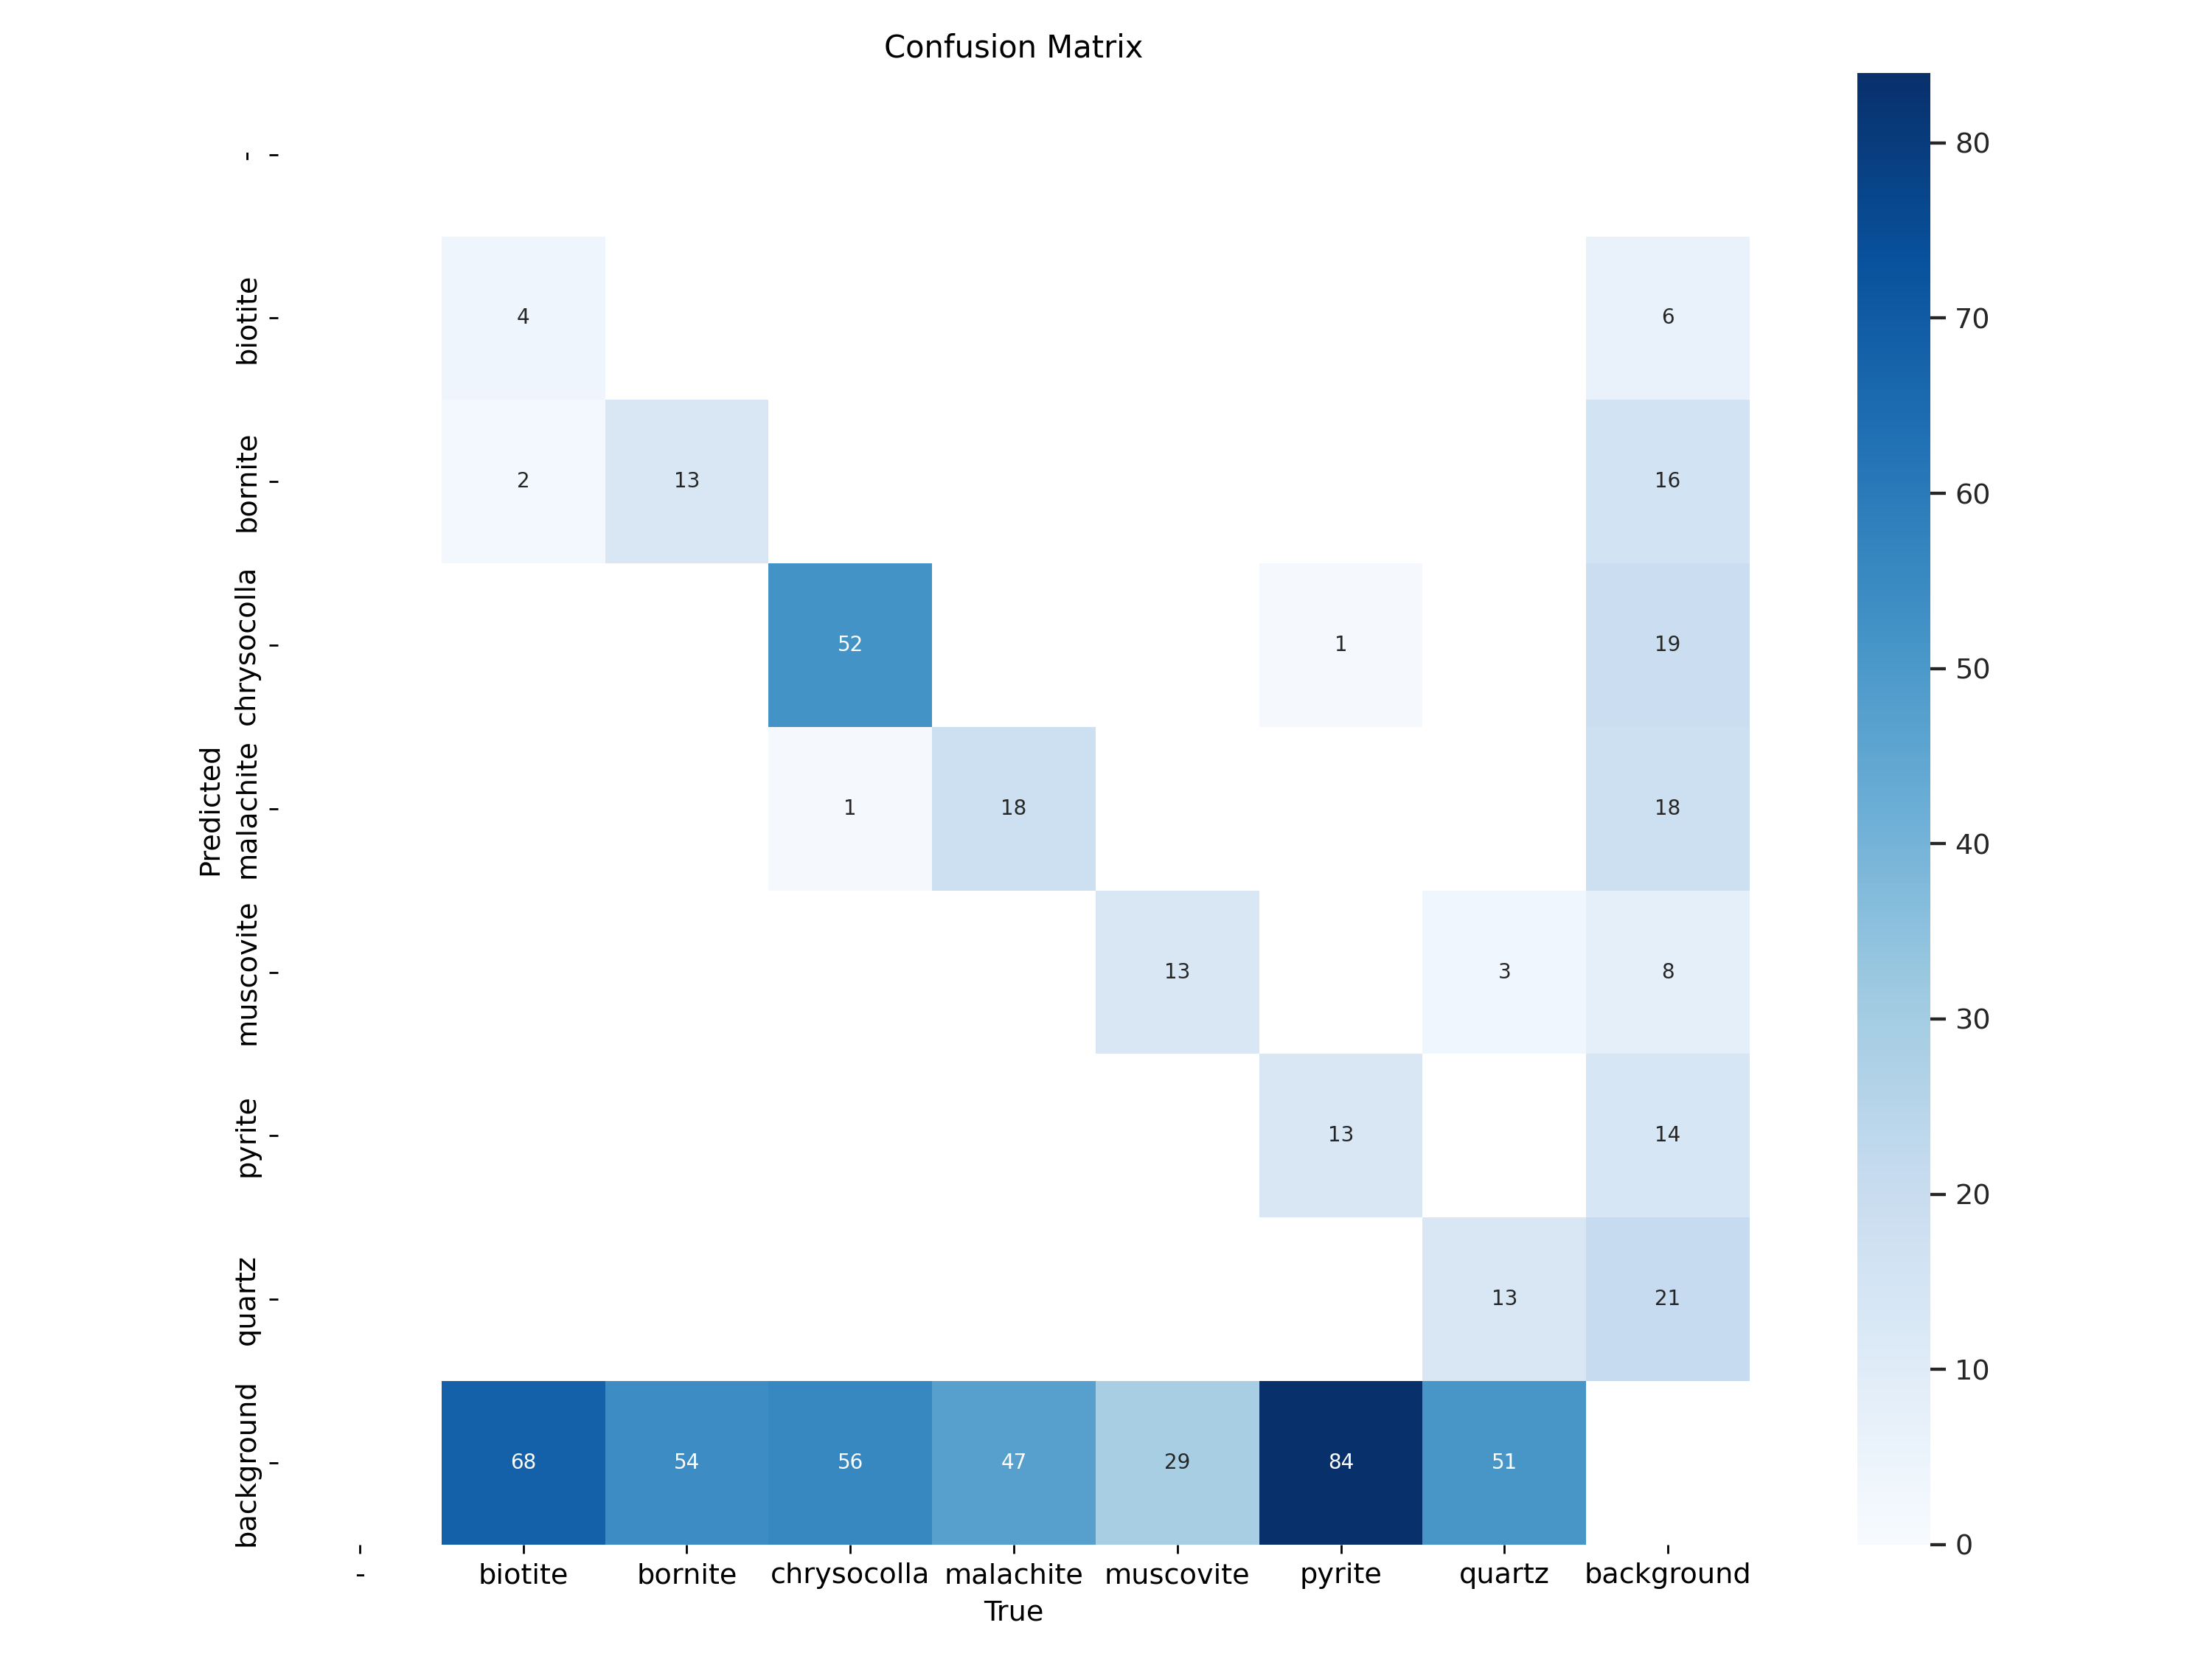 Confusion Matrix
-
biotite
4
6
bornite
2
13
16
chrysocolla
52
1
19
malachite
1
18
18
muscovite
13
3
8
pyrite
13
14
quartz
13
21
background
68
54
56
47
29
84
51
Predicted
-
biotite
bornite
chrysocolla
malachite
muscovite
pyrite
quartz
background
True
80
70
60
50
40
30
20
10
0